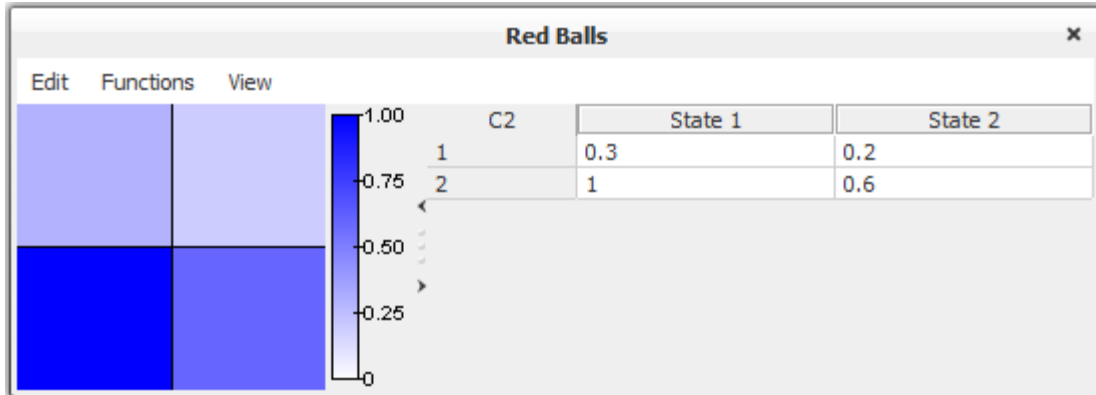 Red Balls ×
Edit Functions View
1.00
0.75
0.50
0.25
0
C2 State 1 State 2
1 0.3 0.2
2 1 0.6